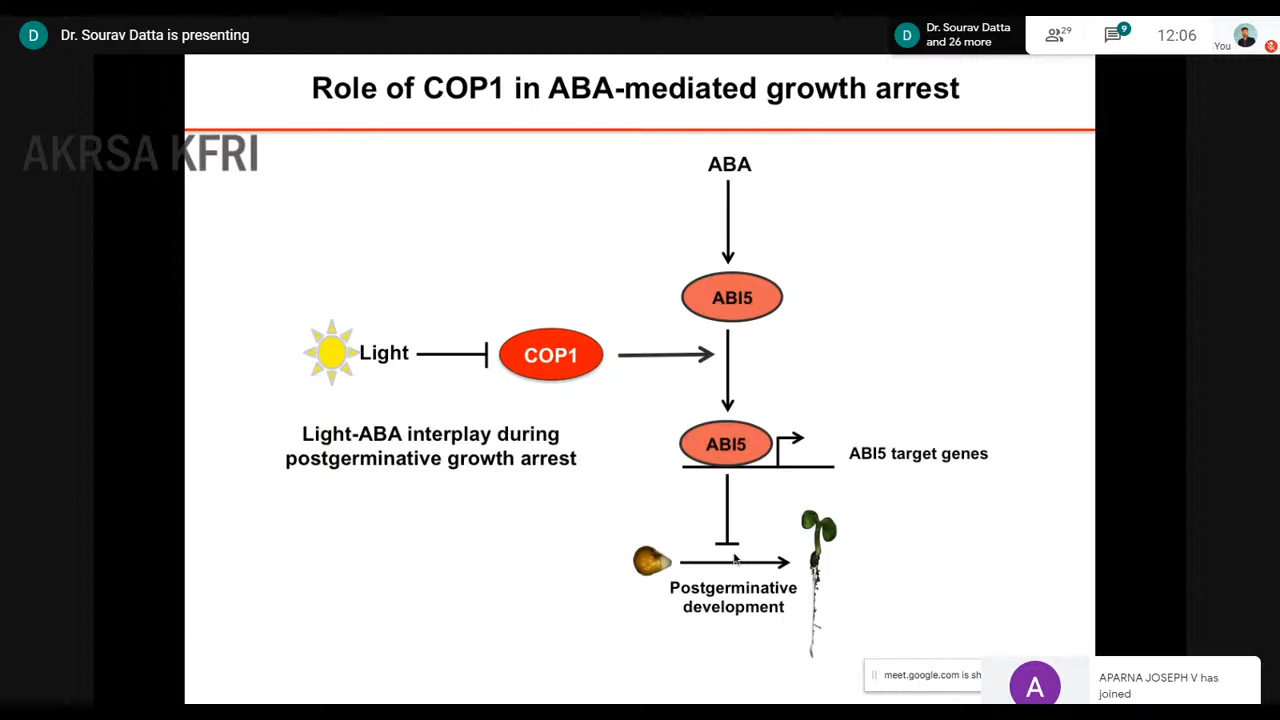 D
Dr. Sourav Datta is presenting
D
Dr. Sourav Datta
and 26 more
29
9
12:06
You
Role of COP1 in ABA-mediated growth arrest
AKRSA KFRI
ABA
ABI5
Light
COP1
Light-ABA interplay during
postgerminative growth arrest
ABI5
ABI5 target genes
Postgerminative
development
meet.google.com is
A
APARNA JOSEPH V has
joined